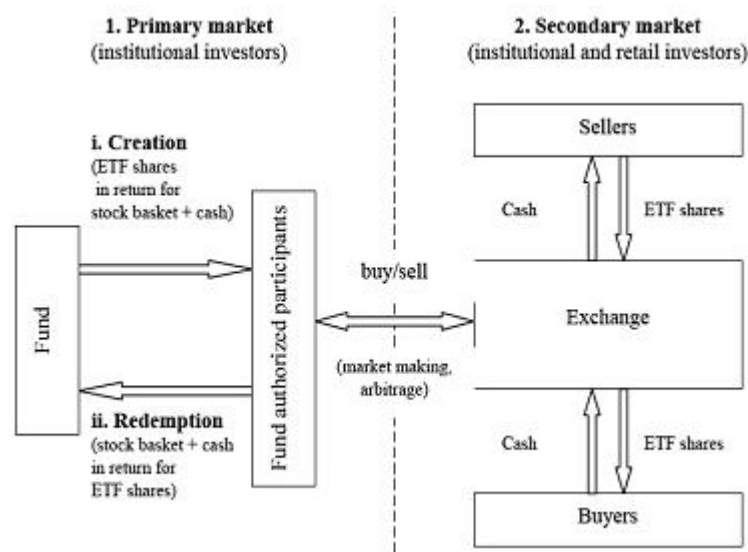 1. Primary market
(institutional investors)
2. Secondary market
(institutional and retail investors)
i. Creation
(ETF shares
in return for
stock basket + cash)
Fund
Fund authorized participants
ii. Redemption
(stock basket + cash
in return for
ETF shares)
buy/sell
(market making,
arbitrage)
Sellers
Cash
ETF shares
Exchange
Cash
ETF shares
Buyers